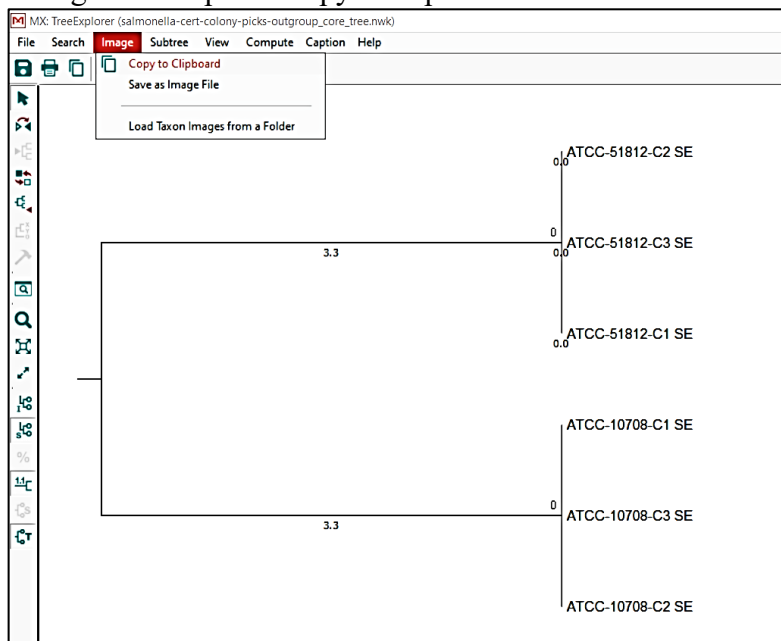 MX: TreeExplorer (salmonella-cert-colony-picks-outgroup_core_tree.nwk)
File Search Image Subtree View Compute Caption Help
Copy to Clipboard
Save as Image File
Load Taxon Images from a Folder
ATCC-51812-C2 SE
0.0
0
ATCC-51812-C3 SE
3.3
0.0
ATCC-51812-C1 SE
0.0
ATCC-10708-C1 SE
0
ATCC-10708-C3 SE
3.3
ATCC-10708-C2 SE